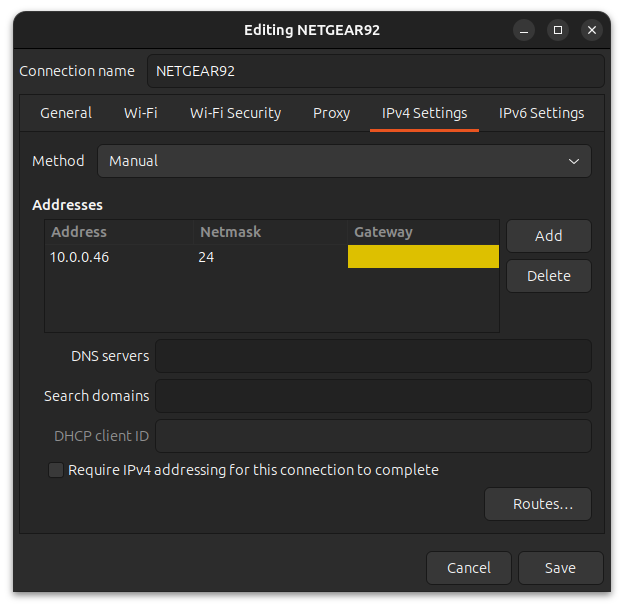 Editing NETGEAR92
Connection name NETGEAR92
General Wi-Fi Wi-Fi Security Proxy IPv4 Settings IPv6 Settings
Method Manual
Addresses
Address Netmask Gateway Add
10.0.0.46 24
Delete
DNS servers
Search domains
DHCP client ID
Require IPv4 addressing for this connection to complete
Routes…
Cancel Save